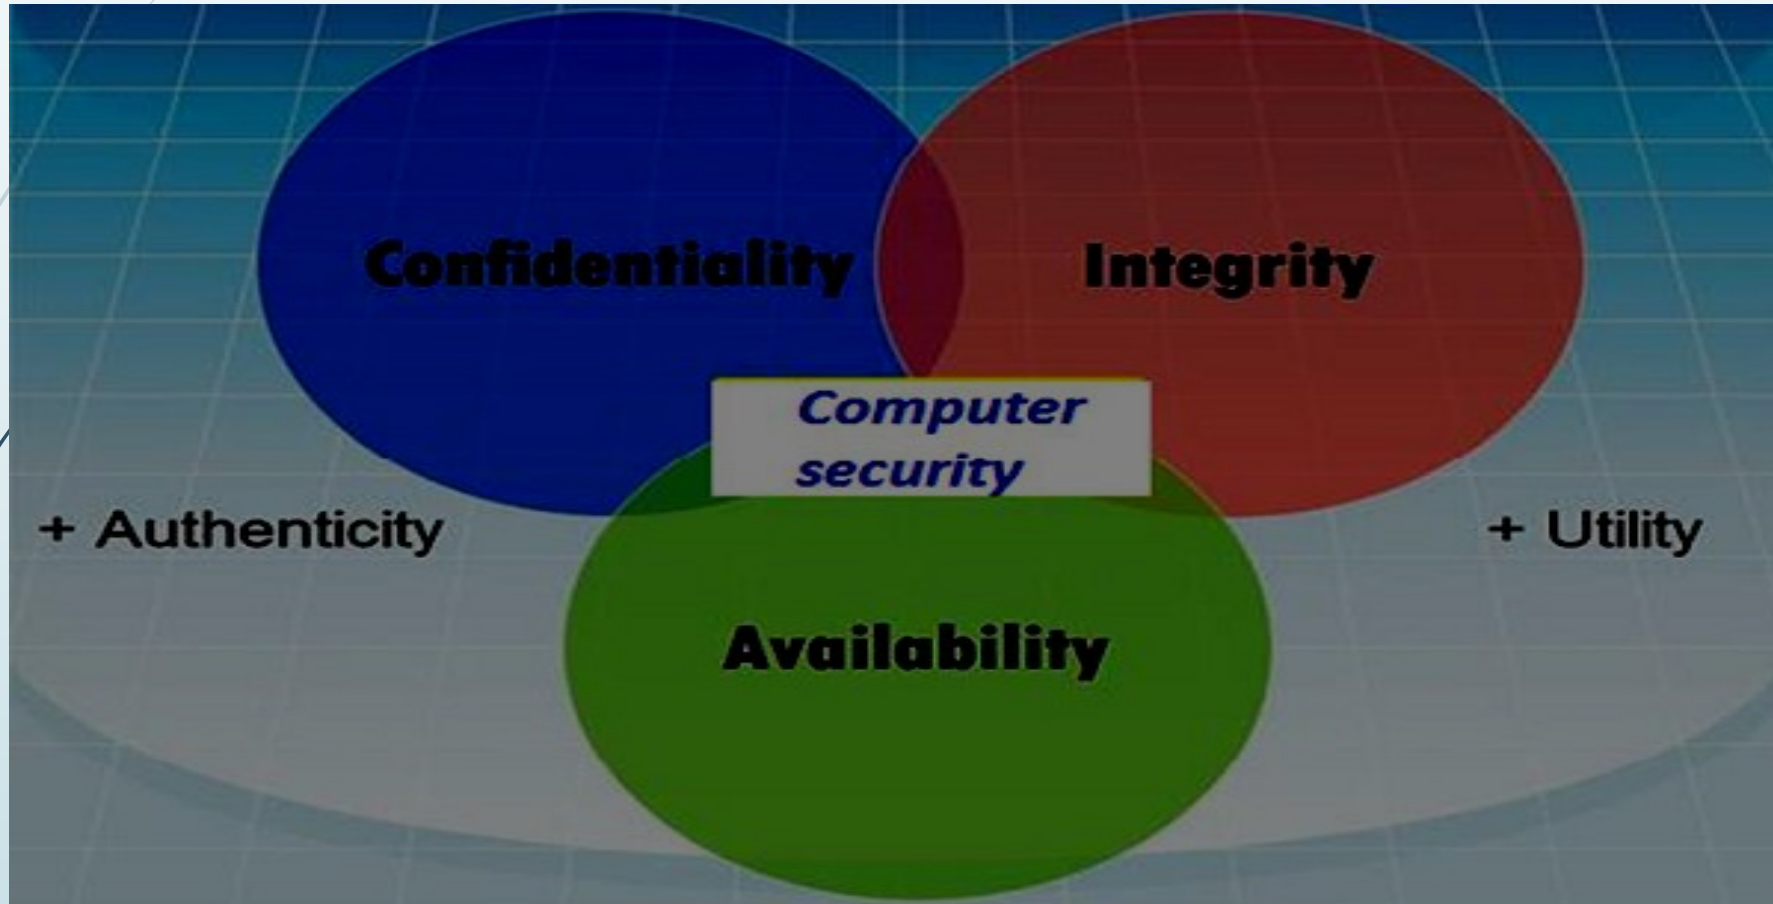 Confidentiality
Integrity
Computer
security
+ Authenticity
+ Utility
Availability